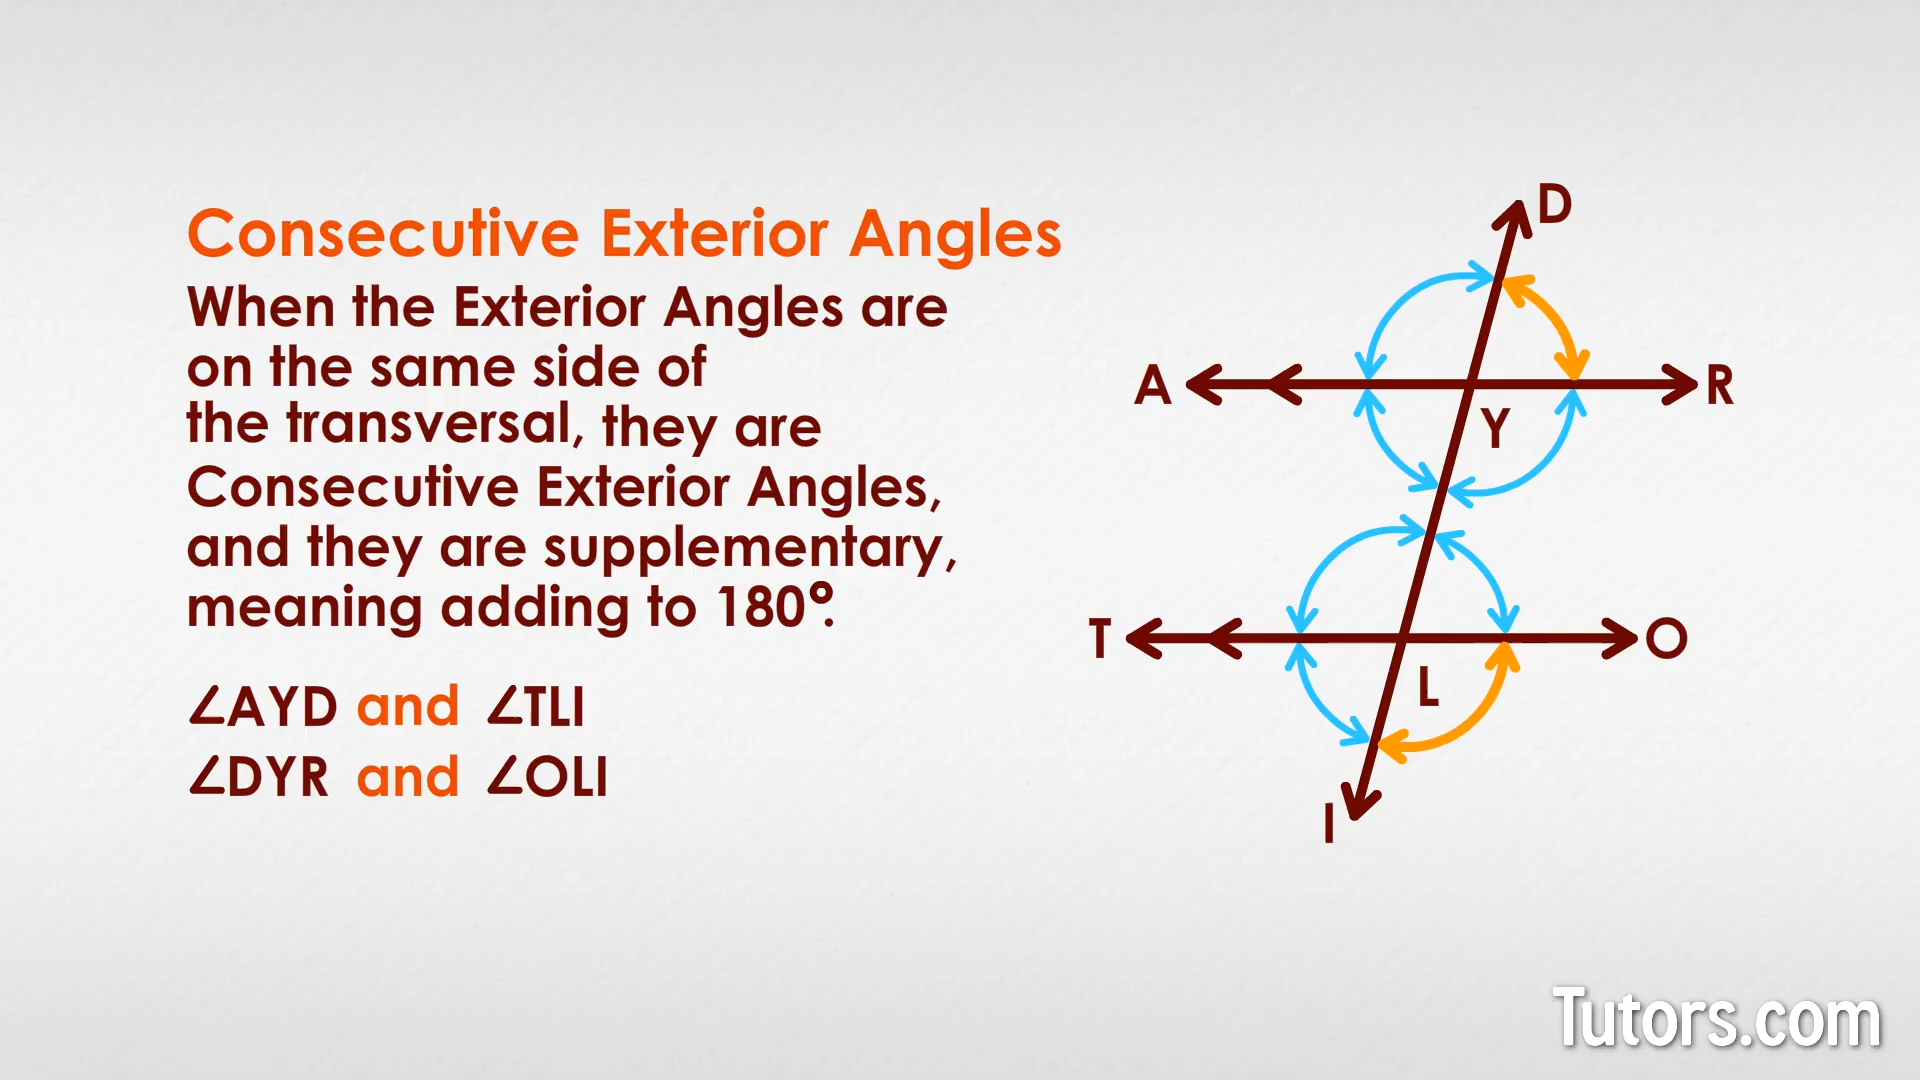 Consecutive Exterior Angles
When the Exterior Angles are
on the same side of
the transversal, they are
Consecutive Exterior Angles,
and they are supplementary,
meaning adding to 180°.
∠AYD and ∠TLI
∠DYR and ∠OLI
D
A
R
Y
T
O
L
I
Tutors.com